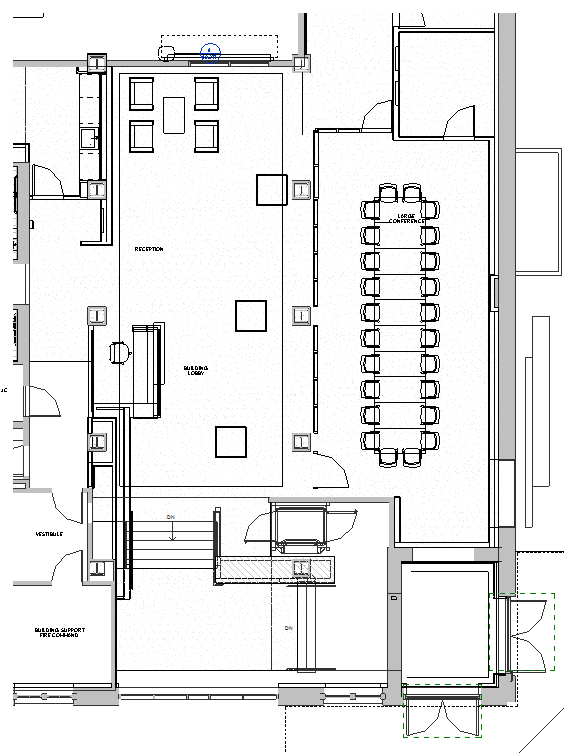 LARGE
CONFERENCE
RECEPTION
BUILDING
LOBBY
DN
VESTIBULE
BUILDING SUPPORT
FIRE COMMAND
DN